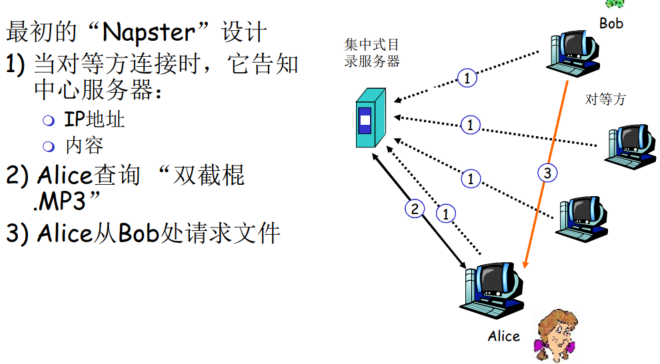 最初的“Napster”设计
1) 当对等方连接时，它告知
中心服务器：
IP地址
内容
2) Alice查询 “双截棍
.MP3”
3) Alice从Bob处请求文件
集中式目
录服务器
Bob
对等方
1
1
1
3
2
1
Alice